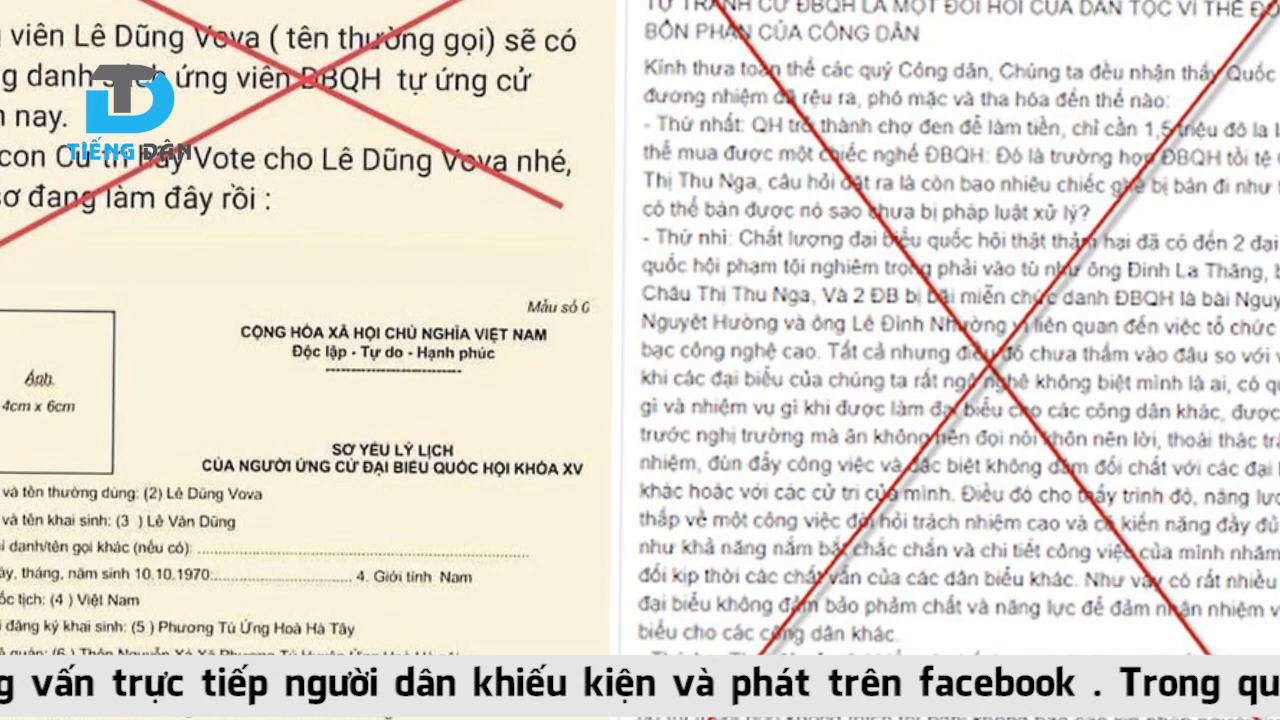 viên Lê Dũng Vova ( tên thường gọi) sẽ có
danh sách ứng viên ĐBQH tự ứng cử
nay.
con Cu thì hãy Vote cho Lê Dũng Vova nhé,
đang làm đây rồi :
TIẾNG DÂN
Mẫu số
CỘNG HÒA XÃ HỘI CHỦ NGHĨA VIỆT NAM
Độc lập - Tự do - Hạnh phúc
Ảnh
4cm x 6cm
SƠ YẾU LÝ LỊCH
CỦA NGƯỜI ỨNG CỬ ĐẠI BIỂU QUỐC HỘI KHÓA XV
và tên thường dùng: (2) Lê Dũng Vova
và tên khai sinh: (3 ) Lê Văn Dũng
danh/tên gọi khác (nếu có):
tháng, năm sinh 10.10.1970: 4. Giới tính Nam
tịch: (4 ) Việt Nam
đăng ký khai sinh: (5 ) Phương Tú Ứng Hoà Hà Tây
TỰ TRANH CỬ ĐBQH LÀ MỘT ĐÒI HỎI CỦA DÂN TỘC VÌ THẾ
BỔN PHẬN CỦA CÔNG DÂN
Kính thưa toàn thể các quý Công dân, Chúng ta đều nhận thấy Quốc
đương nhiệm đã rệu rã, phó mặc và tha hóa đến thế nào:
- Thứ nhất: QH trở thành chợ đen để làm tiền, chỉ cần 1,5 triệu đô la
thể mua được một chiếc nghế ĐBQH: Đó là trường hợp ĐBQH tồi tệ
Thị Thu Nga, câu hỏi đặt ra là còn bao nhiêu chiếc ghế bị bán đi như
có thể bán được nó sao chưa bị pháp luật xử lý?
- Thứ nhì: Chất lượng đại biểu quốc hội thật thảm hại đã có đến 2 đại
quốc hội phạm tội nghiêm trọng phải vào tù như ông Đinh La Thăng,
Châu Thị Thu Nga, Và 2 ĐB bị bãi miễn chức danh ĐBQH là bài
Nguyệt Hường và ông Lê Đình Nhường vì liên quan đến việc tổ chức
bạc công nghệ cao. Tất cả nhưng điều đó chưa thấm vào đâu so với
khi các đại biểu của chúng ta rất ngô nghê không biết mình là ai, có
gì và nhiệm vụ gì khi được làm đại biểu cho các công dân khác, được
trước nghị trường mà ăn không nên đọi nói khôn nên lời, thoái thác
nhiệm, đùn đẩy công việc và đặc biệt không dám đối chất với các đại
khác hoặc với các cử tri của mình. Điều đó cho thấy trình độ, năng
thấp về một công việc đòi hỏi trách nhiệm cao và có kiến năng đầy đủ
như khả năng nắm bắt chắc chắn và chi tiết công việc của mình nhằm
đối kịp thời các chất vấn của các dân biểu khác. Như vậy có rất nhiều
đại biểu không đảm bảo phẩm chất và năng lực để đảm nhận nhiệm
biểu cho các công dân khác.
vấn trực tiếp người dân khiếu kiện và phát trên facebook . Trong